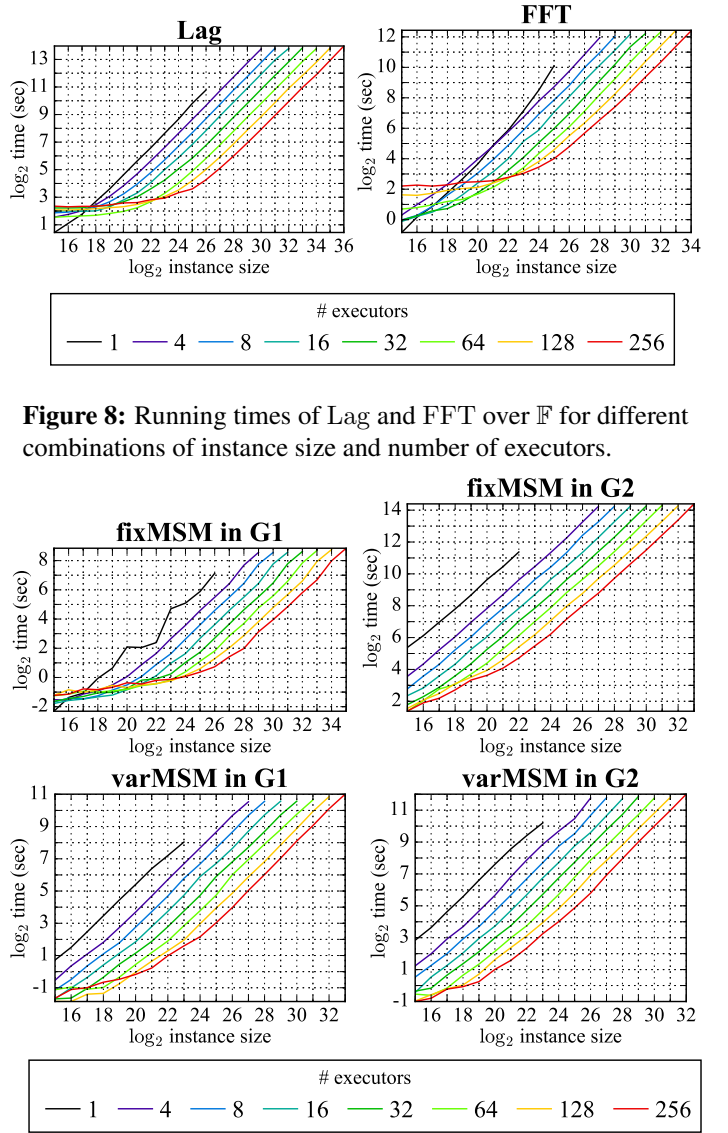 Lag
FFT
13
11
9
7
5
3
1
log2 time (sec)
16 18 20 22 24 26 28 30 32 34 36
log2 instance size
12
10
8
6
4
2
0
log2 time (sec)
16 18 20 22 24 26 28 30 32 34
log2 instance size
# executors
1 4 8 16 32 64 128 256
Figure 8: Running times of Lag and FFT over 𝔽 for different
combinations of instance size and number of executors.
fixMSM in G1
8
6
4
2
0
-2
log2 time (sec)
16 18 20 22 24 26 28 30 32 34
log2 instance size
fixMSM in G2
14
12
10
8
6
4
2
log2 time (sec)
16 18 20 22 24 26 28 30 32
log2 instance size
varMSM in G1
11
9
7
5
3
1
-1
log2 time (sec)
16 18 20 22 24 26 28 30 32
log2 instance size
varMSM in G2
11
9
7
5
3
1
-1
log2 time (sec)
16 18 20 22 24 26 28 30 32
log2 instance size
# executors
1 4 8 16 32 64 128 256